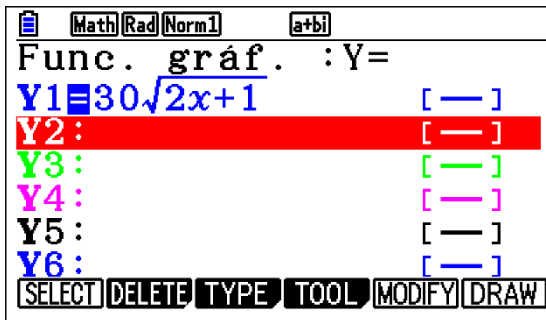 Math Rad Norm1 a+bi
Func. gráf. :Y=
Y1=30√2x+1 [—]
Y2: [—]
Y3: [—]
Y4: [—]
Y5: [—]
Y6: [—]
SELECT DELETE TYPE TOOL MODIFY DRAW